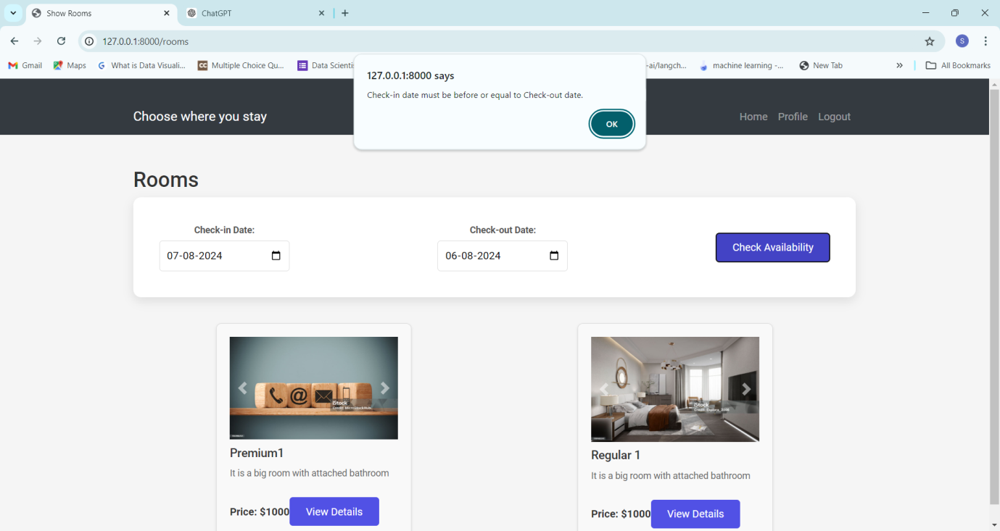 Show Rooms
ChatGPT
127.0.0.1:8000/rooms
S
Gmail
Maps
What is Data Visuali...
CC
Multiple Choice Qu...
Data Scienti
-ai/langch...
machine learning -...
New Tab
All Bookmarks
127.0.0.1:8000 says
Check-in date must be before or equal to Check-out date.
OK
Choose where you stay
Home
Profile
Logout
Rooms
Check-in Date:
07-08-2024
Check-out Date:
06-08-2024
Check Availability
@
iStock
iStock
Premium1
It is a big room with attached bathroom
Price: $1000
View Details
Regular 1
It is a big room with attached bathroom
Price: $1000
View Details